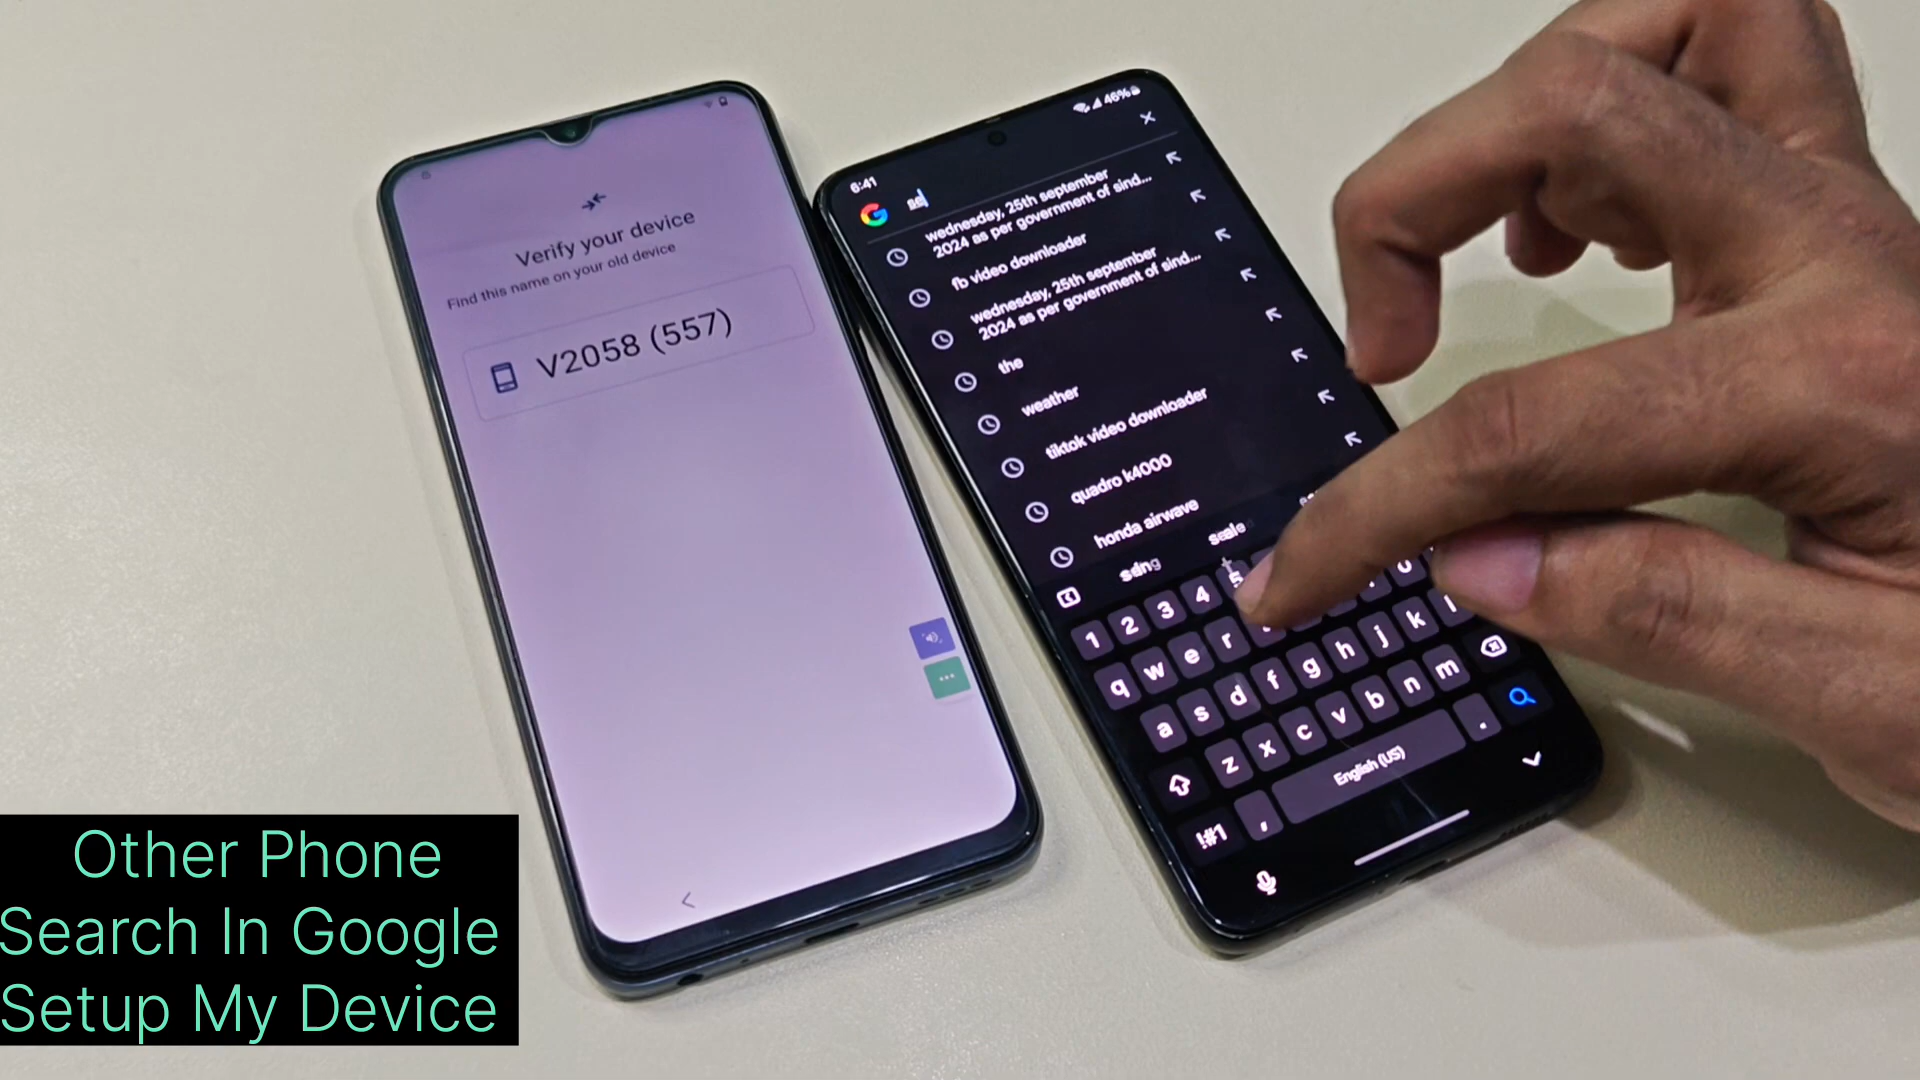 Verify your device
Find this name on your old device
V2058 (557)
6:41
46%
G
wednesday, 25th september
2024 as per government of sind...
fb video downloader
wednesday, 25th september
2024 as per government of sind...
the
weather
tiktok video downloader
quadro k4000
honda airwave
1 2 3 4 5 0
q w e r
a s d f g h j k l
z x c v b n m
!#1 , English (US) .
Other Phone
Search In Google
Setup My Device